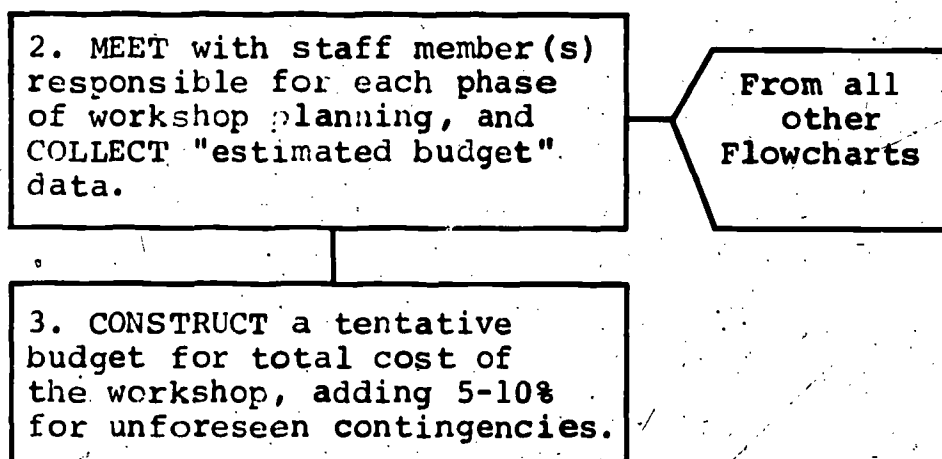 2. MEET with staff member(s)
responsible for each phase
of workshop planning, and
COLLECT "estimated budget"
data.
From all
other
Flowcharts
3. CONSTRUCT a tentative
budget for total cost of
the workshop, adding 5-10%
for unforeseen contingencies.